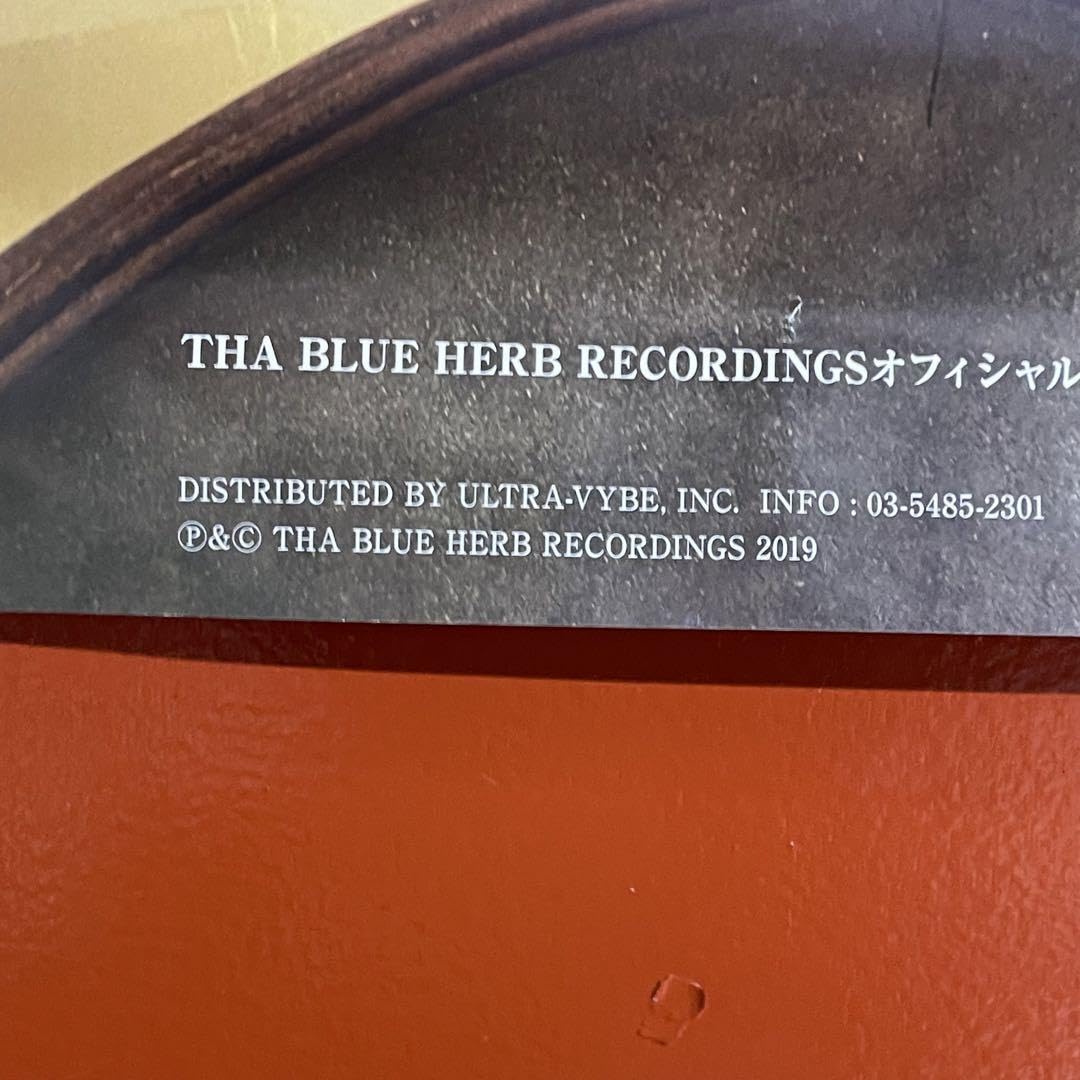 THA BLUE HERB RECORDINGSオフィシャル
DISTRIBUTED BY ULTRA-VYBE, INC. INFO : 03-5485-2301
Ⓟ&Ⓒ THA BLUE HERB RECORDINGS 2019